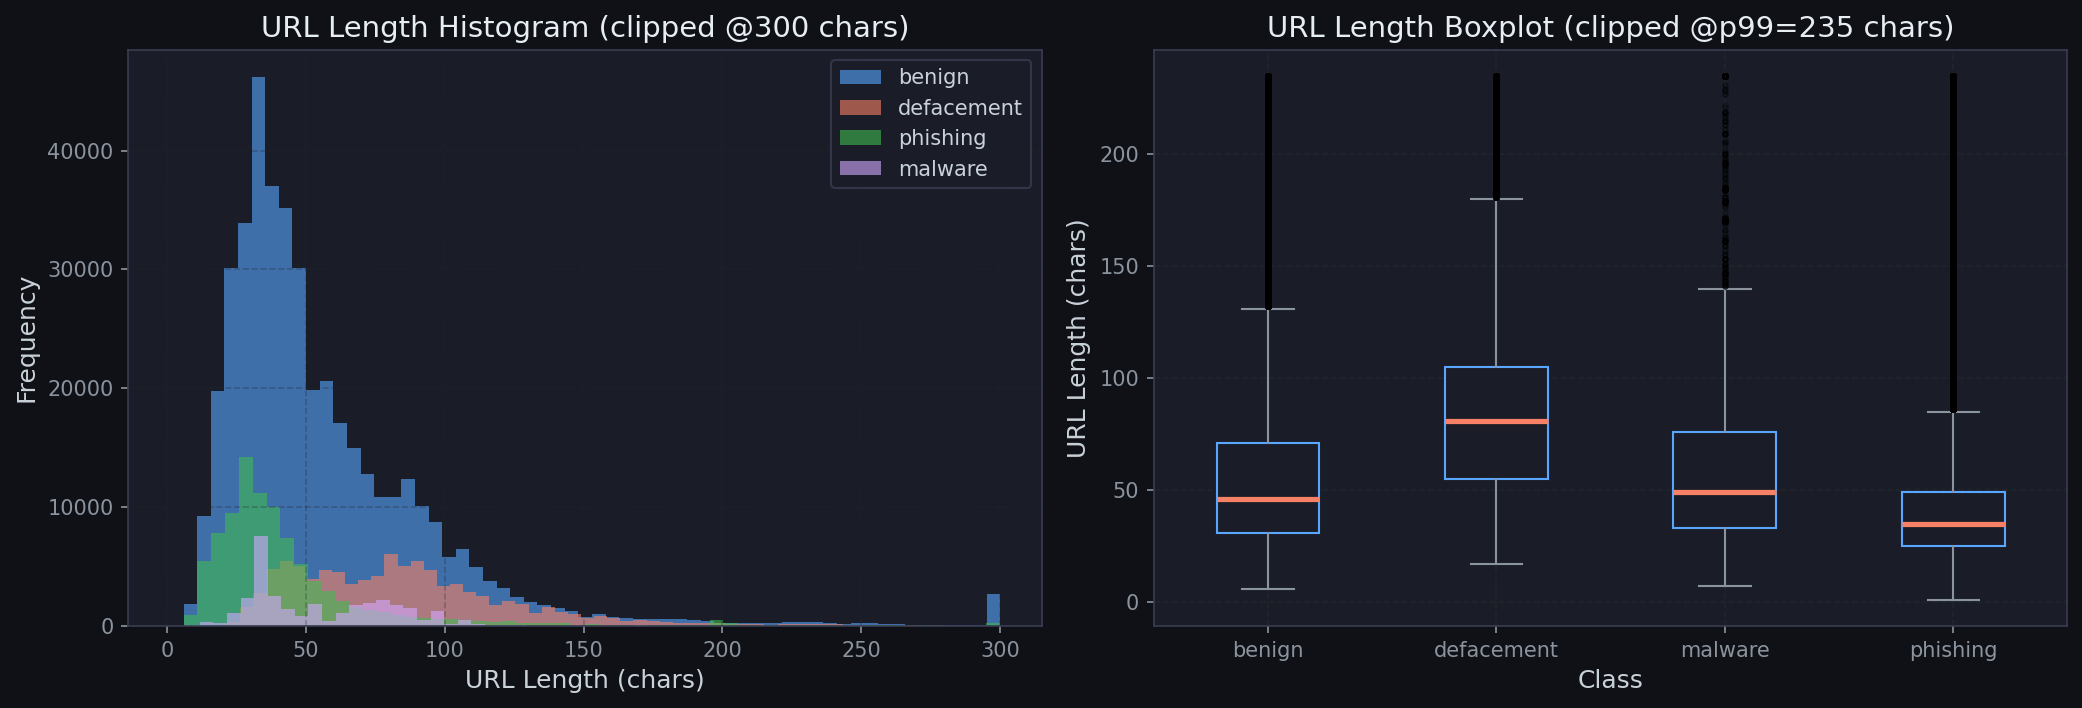 URL Length Histogram (clipped @300 chars)
Frequency
40000
30000
20000
10000
0
0 50 100 150 200 250 300
URL Length (chars)
benign
defacement
phishing
malware
URL Length Boxplot (clipped @p99=235 chars)
URL Length (chars)
200
150
100
50
0
benign defacement malware phishing
Class